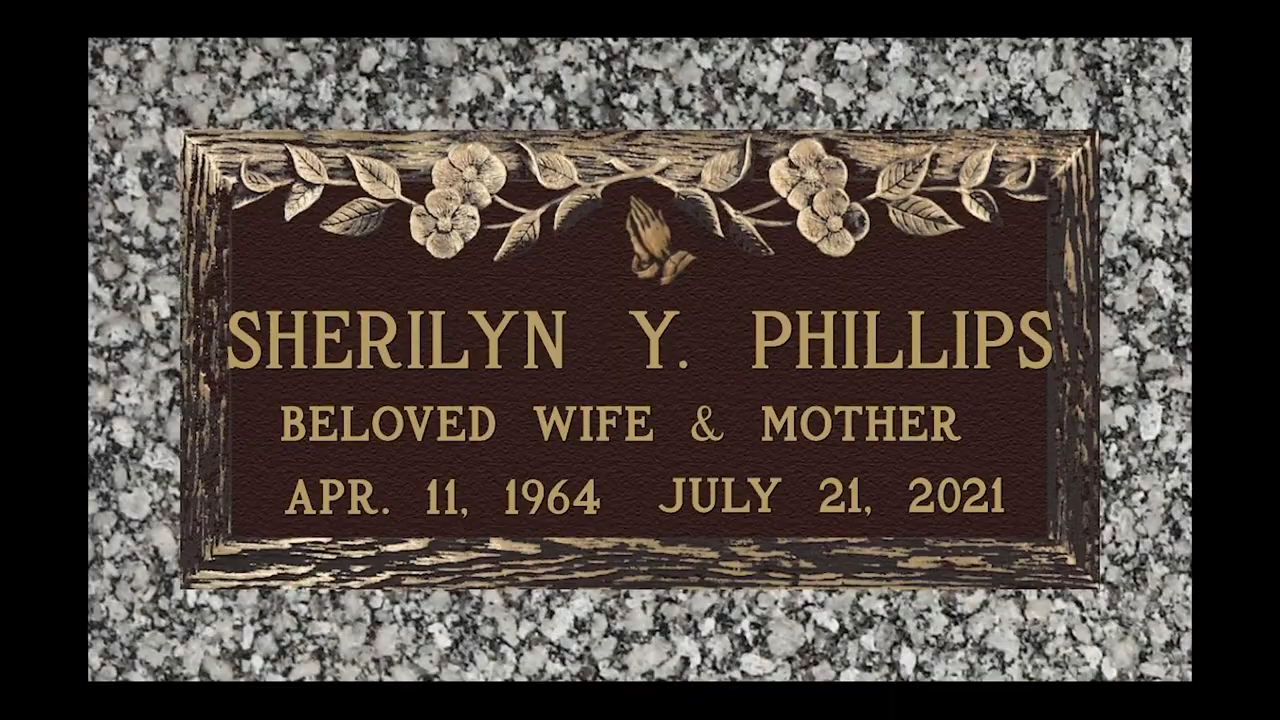 SHERILYN Y. PHILLIPS
BELOVED WIFE & MOTHER
APR. 11, 1964 JULY 21, 2021